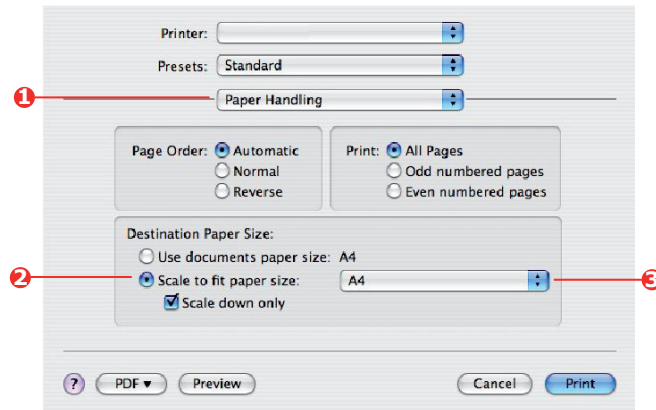 Printer:
Presets: Standard
1
Paper Handling
Page Order: Automatic
Normal
Reverse
Print: All Pages
Odd numbered pages
Even numbered pages
Destination Paper Size:
Use documents paper size: A4
2
Scale to fit paper size: A4
3
Scale down only
? PDF ▼ Preview Cancel Print